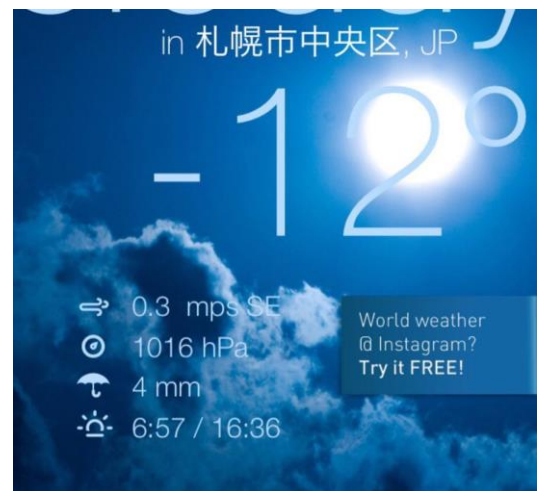 in 札幌市中央区, JP
-12°
0.3 mps SE
1016 hPa
4 mm
6:57 / 16:36
World weather
@ Instagram?
Try it FREE!